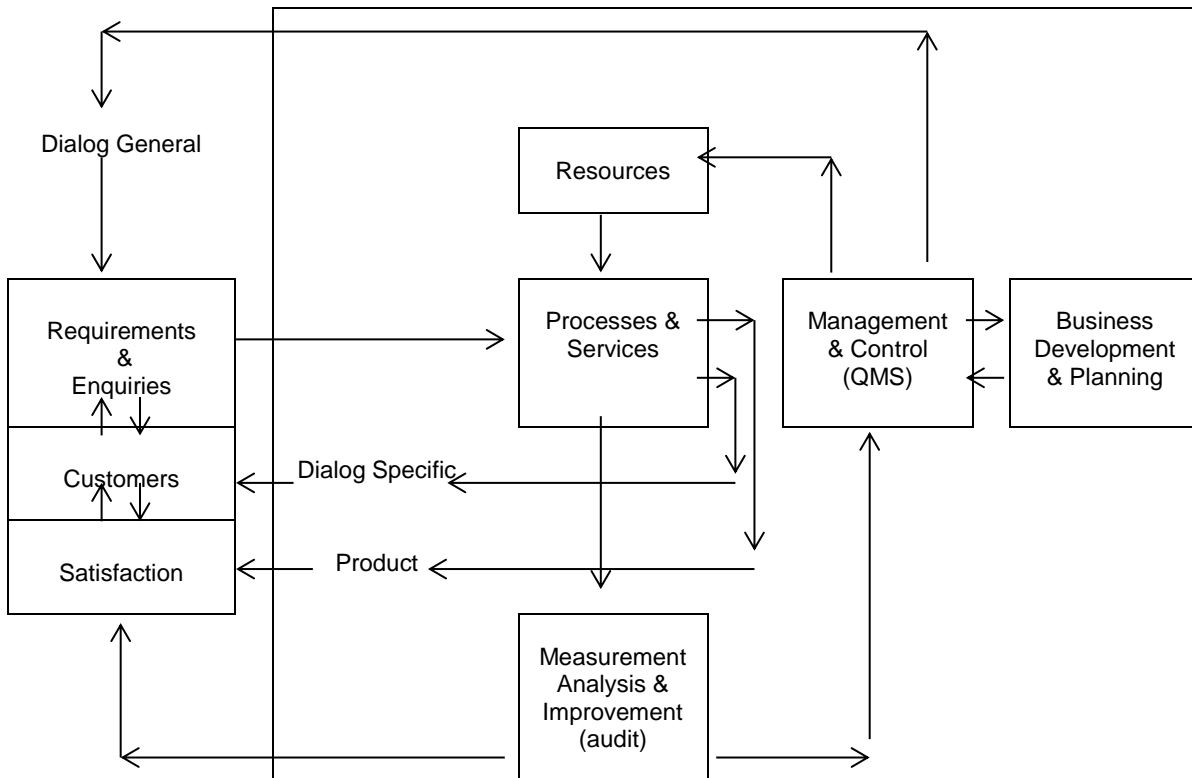 Dialog General
Resources
Requirements
&
Enquiries
Processes &
Services
Management
& Control
(QMS)
Business
Development
& Planning
Customers
Dialog Specific
Satisfaction
Product
Measurement
Analysis &
Improvement
(audit)